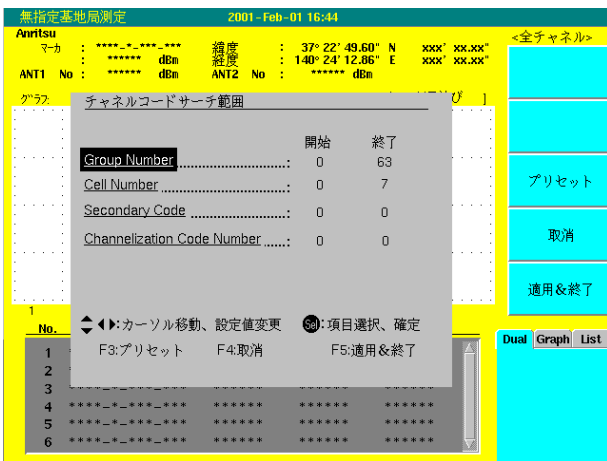 無指定基地局測定 2001-Feb-01 16:44
Anritsu <全チャネル>
マーカ : ****-*-***-*** 緯度 : 37° 22' 49.60" N xxx' xx.xx"
: ****** dBm 経度 : 140° 24' 12.86" E xxx' xx.xx"
ANT1 No : ****** dBm ANT2 No : ****** dBm
グラフ: び ]
チャネルコードサーチ範囲
開始 終了
Group Number : 0 63
Cell Number : 0 7
Secondary Code : 0 0
Channelization Code Number : 0 0
プリセット
取消
適用&終了
1
No.
◆◀▶:カーソル移動、設定値変更 Sel:項目選択、確定
F3:プリセット F4:取消 F5:適用&終了
Dual Graph List
1
2
3 ****-*-***-*** ****** ****** ******
4 ****-*-***-*** ****** ****** ******
5 ****-*-***-*** ****** ****** ******
6 ****-*-***-*** ****** ****** ******